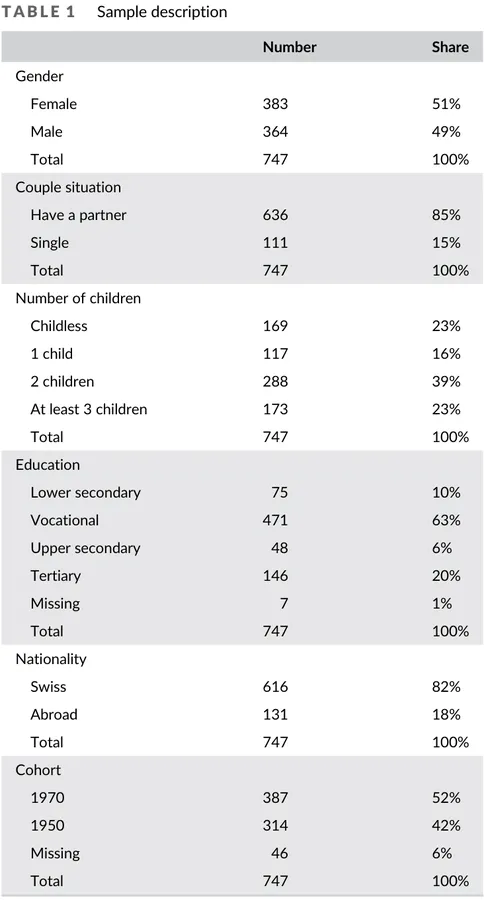 TABLE 1 Sample description
Number Share
Gender
Female 383 51%
Male 364 49%
Total 747 100%
Couple situation
Have a partner 636 85%
Single 111 15%
Total 747 100%
Number of children
Childless 169 23%
1 child 117 16%
2 children 288 39%
At least 3 children 173 23%
Total 747 100%
Education
Lower secondary 75 10%
Vocational 471 63%
Upper secondary 48 6%
Tertiary 146 20%
Missing 7 1%
Total 747 100%
Nationality
Swiss 616 82%
Abroad 131 18%
Total 747 100%
Cohort
1970 387 52%
1950 314 42%
Missing 46 6%
Total 747 100%